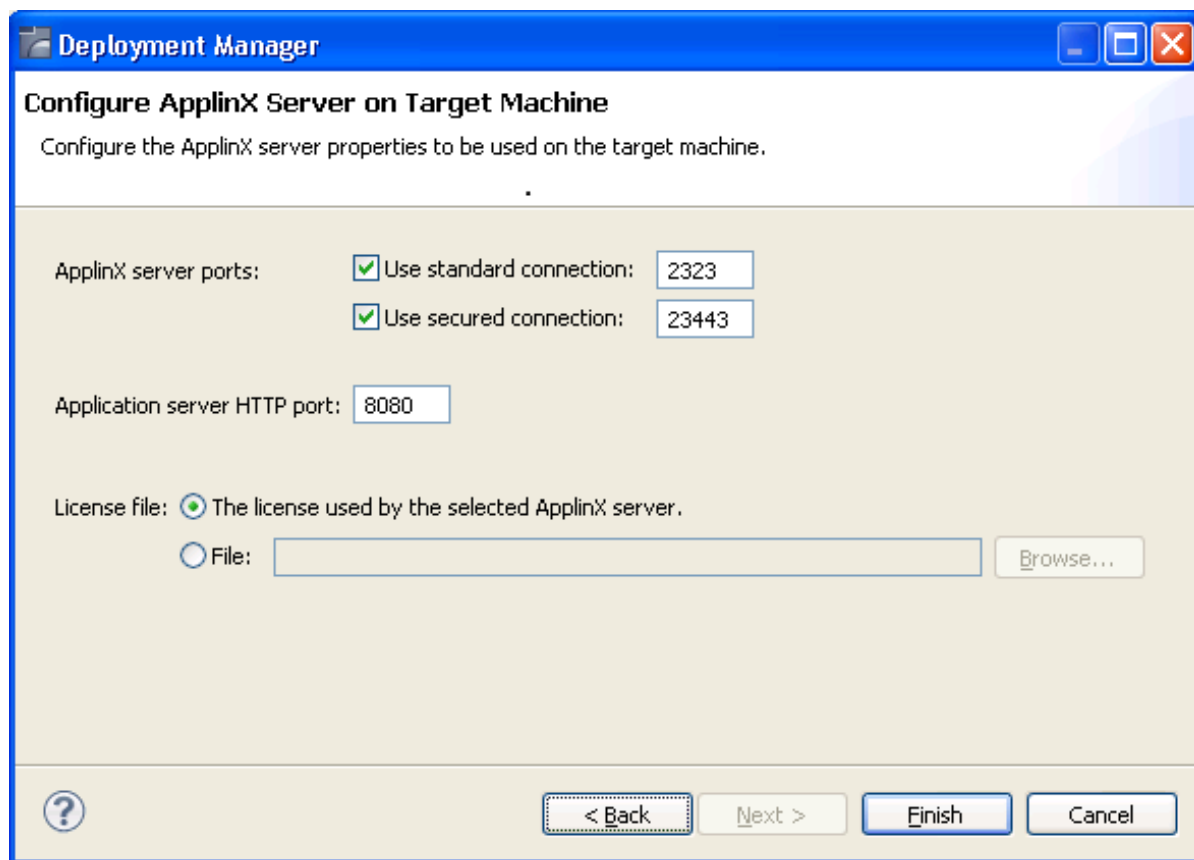 Deployment Manager
Configure ApplinX Server on Target Machine
Configure the ApplinX server properties to be used on the target machine.
.
ApplinX server ports: Use standard connection: 2323
Use secured connection: 23443
Application server HTTP port: 8080
License file: The license used by the selected ApplinX server.
File: Browse...
? < Back Next > Finish Cancel